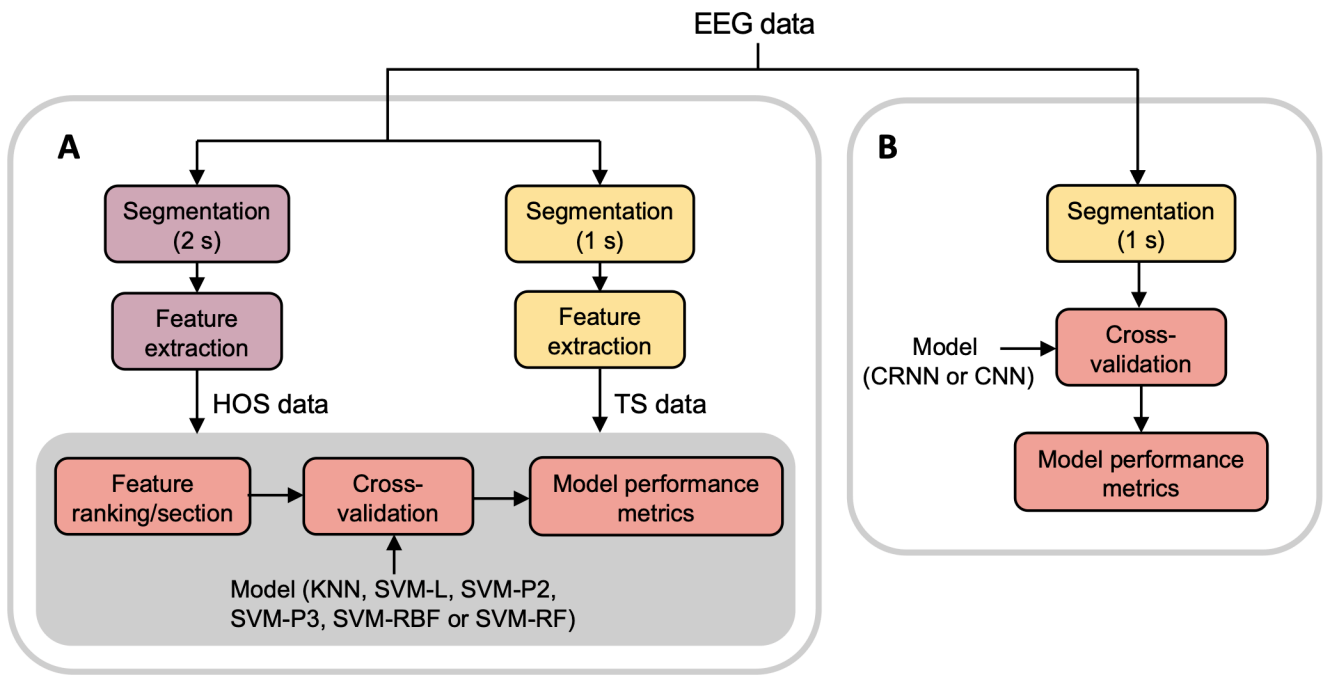 EEG data
A
Segmentation
(2 s)
Feature
extraction
HOS data
Segmentation
(1 s)
Feature
extraction
TS data
Feature
ranking/section
Cross-
validation
Model performance
metrics
Model (KNN, SVM-L, SVM-P2,
SVM-P3, SVM-RBF or SVM-RF)
B
Segmentation
(1 s)
Model
(CRNN or CNN)
Cross-
validation
Model performance
metrics